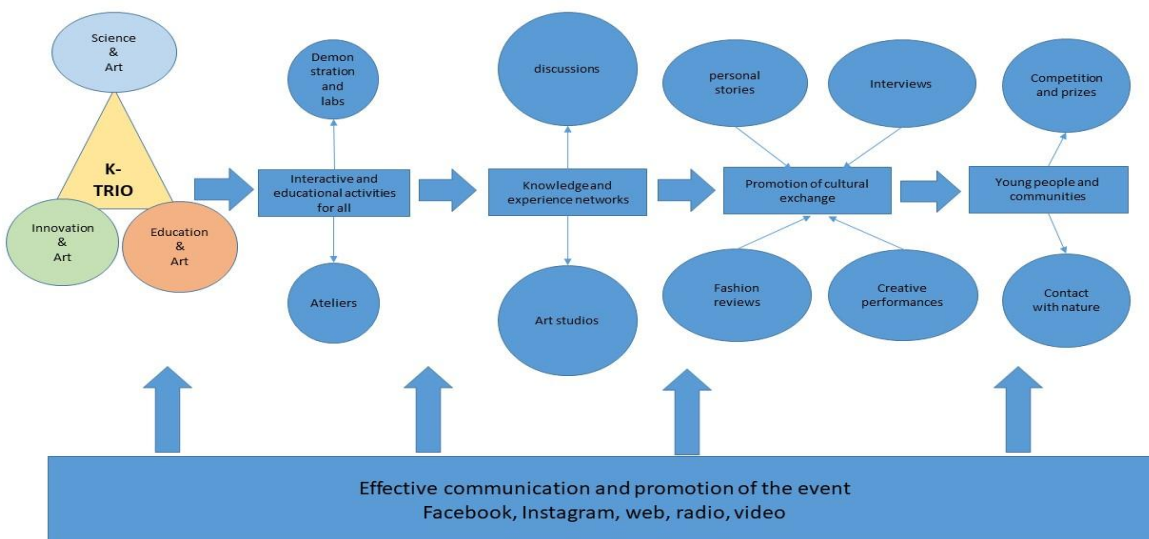 Science
&
Art
K-
TRIO
Innovation
&
Art
Education
&
Art
Demon
stration
and
labs
Interactive and
educational activities
for all
Ateliers
discussions
Knowledge and
experience networks
Art studios
personal
stories
Interviews
Promotion of cultural
exchange
Fashion
reviews
Creative
performances
Competition
and prizes
Young people and
communities
Contact
with nature
Effective communication and promotion of the event
Facebook, Instagram, web, radio, video